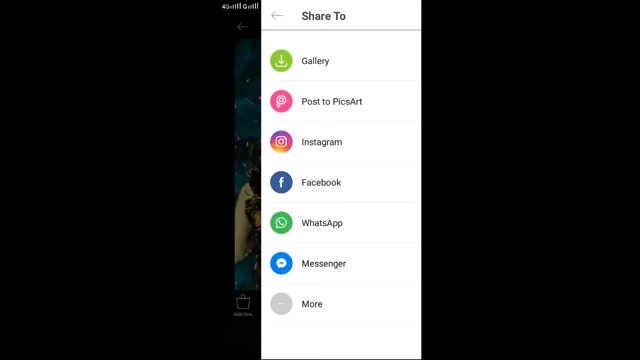 Share To
Gallery
Post to PicsArt
Instagram
Facebook
WhatsApp
Messenger
More